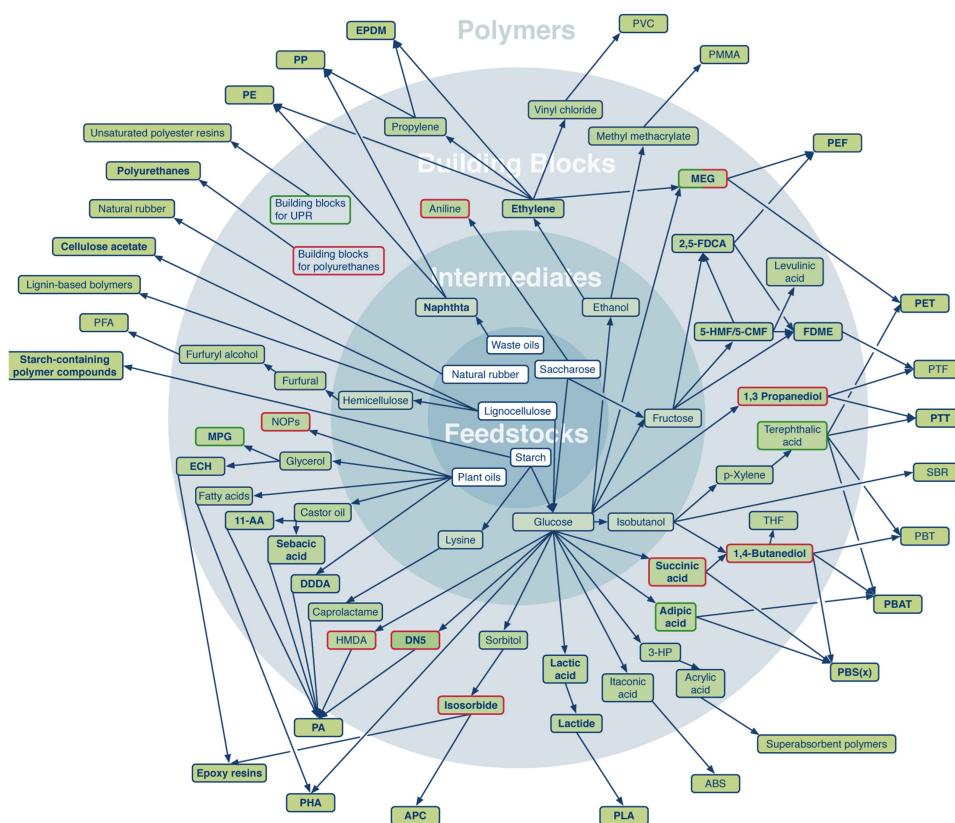 Polymers
PVC
EPDM
PMMA
PP
PE
Vinyl chloride
Propylene
Unsaturated polyester resins
Methyl methacrylate
PEF
Building Blocks
Polyurethanes
MEG
Building blocks
for UPR
Natural rubber
Aniline
Ethylene
Cellulose acetate
Building blocks
for polyurethanes
2,5-FDCA
Levulinic
acid
Intermediates
Lignin-based bolymers
Naphthta
Ethanol
PET
PFA
5-HMF/5-CMF
FDME
Waste oils
Furfuryl alcohol
Starch-containing
polymer compounds
Natural rubber
Saccharose
PTF
Furfural
Hemicellulose
1,3 Propanediol
Lignocellulose
Fructose
NOPs
Feedstocks
PTT
MPG
Terephthalic
acid
Starch
Glycerol
ECH
Plant oils
p-Xylene
SBR
Fatty acids
Castor oil
11-AA
Glucose
Isobutanol
THF
Lysine
PBT
Sebacic
acid
1,4-Butanediol
Succinic
acid
DDDA
PBAT
Caprolactame
Adipic
acid
HMDA
DN5
Sorbitol
3-HP
Lactic
acid
PBS(x)
Itaconic
acid
Acrylic
acid
Isosorbide
PA
Lactide
Superabsorbent polymers
Epoxy resins
ABS
PHA
APC
PLA